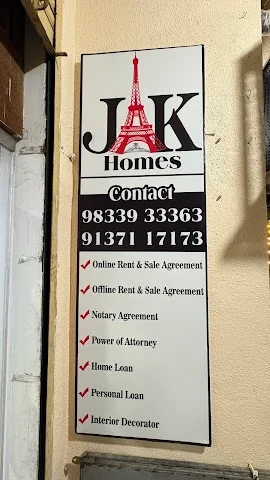 JK
Homes
Contact
98339 33363
91371 17173
Online Rent & Sale Agreement
Offline Rent & Sale Agreement
Notary Agreement
Power of Attorney
Home Loan
Personal Loan
Interior Decorator